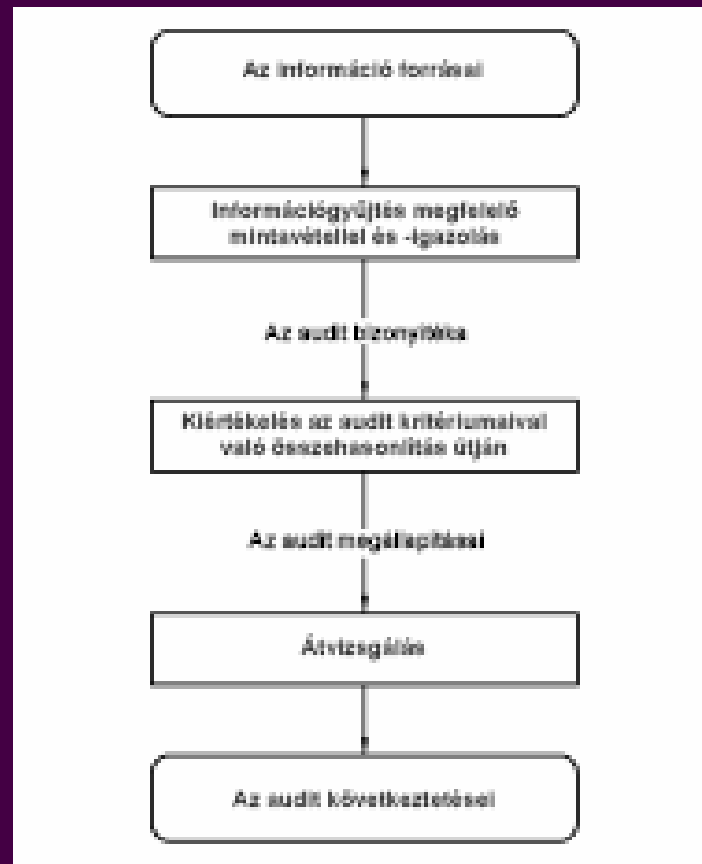 Az információ forrásai
Információgyűjtés megfelelő
mintavétellel és -igazolás
Az audit bizonyítéka
Kiértékelés az audit kritériumaival
való összehasonlítás útján
Az audit megállapításai
Átvizsgálás
Az audit következtetései